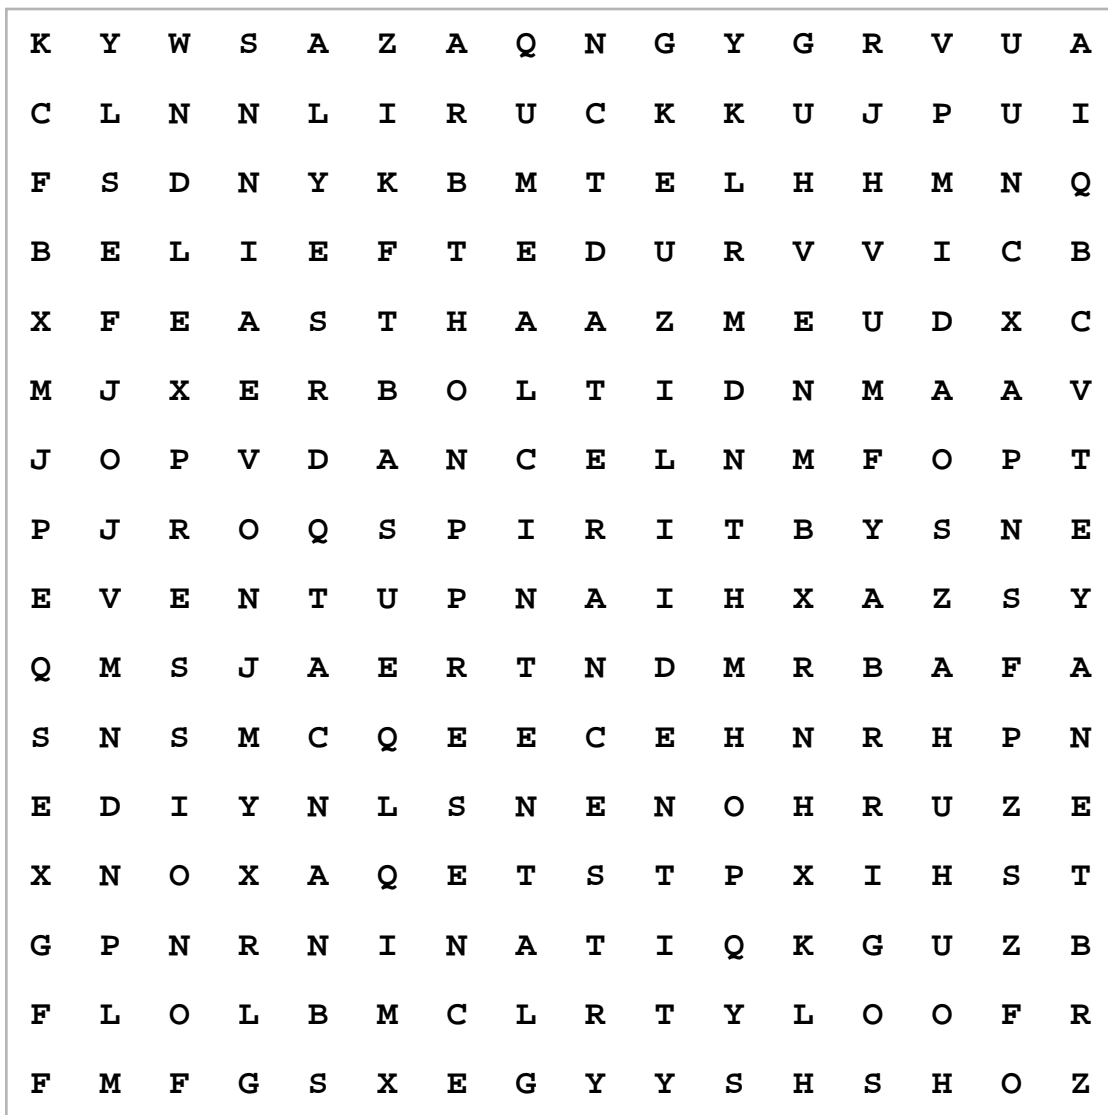 K Y W S A Z A Q N G Y G R V U A
C L N N L I R U C K K U J P U I
F S D N Y K B M T E L H H M N Q
B E L I E F T E D U R V V I C B
X F E A S T H A A Z M E U D X C
M J X E R B O L T I D N M A A V
J O P V D A N C E L N M F O P T
P J R O Q S P I R I T B Y S N E
E V E N T U P N A I H X A Z S Y
Q M S J A E R T N D M R B A F A
S N S M C Q E E C E H N R H P N
E D I Y N L S N E N O H R U Z E
X N O X A Q E T S T P X I H S T
G P N R N I N A T I Q K G U Z B
F L O L B M C L R T Y L O O F R
F M F G S X E G Y Y S H S H O Z